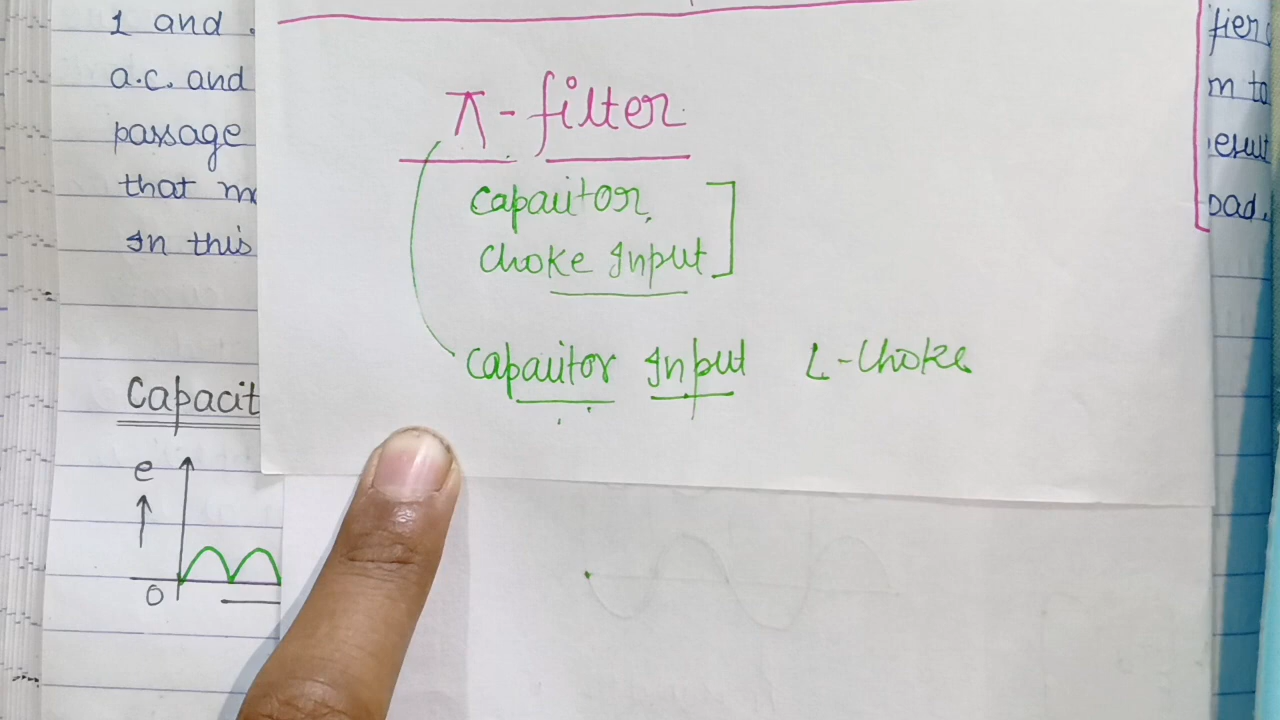 1 and
a.c. and
passage
that m
In this
Capacit
e
0
π-filter
Capacitor,
Choke Input
Capacitor Input L-Choke
fier
m to
esult
oad.